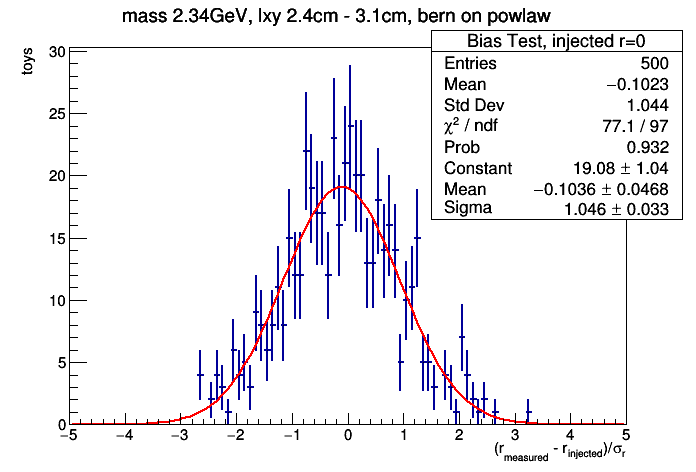 mass 2.34GeV, lxy 2.4cm - 3.1cm, bern on powlaw
Bias Test, injected r=0
Entries 500
Mean −0.1023
Std Dev 1.044
χ² / ndf 77.1 / 97
Prob 0.932
Constant 19.08 ± 1.04
Mean −0.1036 ± 0.0468
Sigma 1.046 ± 0.033
toys
30
25
20
15
10
5
0
−5 −4 −3 −2 −1 0 1 2 3 4 5
(r_measured - r_injected)/σ_r